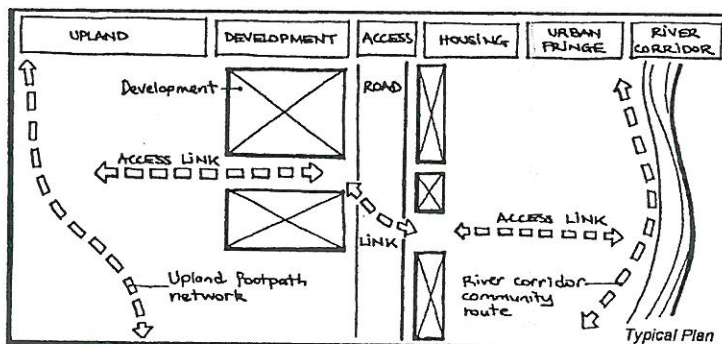 UPLAND
DEVELOPMENT
ACCESS
HOUSING
URBAN
FRINGE
RIVER
CORRIDOR
Development
ROAD
ACCESS LINK
ACCESS LINK
LINK
Upland footpath
network
River corridor
community
route
Typical Plan